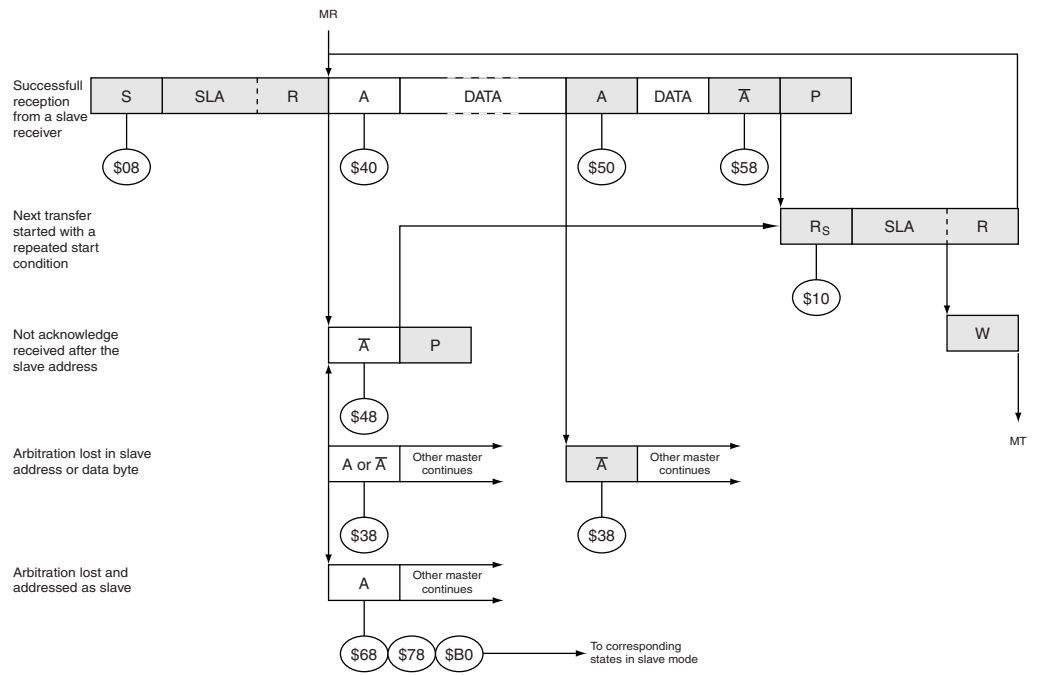 MR
Successfull
reception
from a slave
receiver
S SLA R A DATA A DATA A̅ P
$08 $40 $50 $58
Next transfer
started with a
repeated start
condition
RS SLA R
$10
Not acknowledge
received after the
slave address
A̅ P
W
$48
MT
Arbitration lost in slave
address or data byte
A or A̅
Other master
continues
A̅
Other master
continues
$38 $38
Arbitration lost and
addressed as slave
A
Other master
continues
$68 $78 $B0
To corresponding
states in slave mode